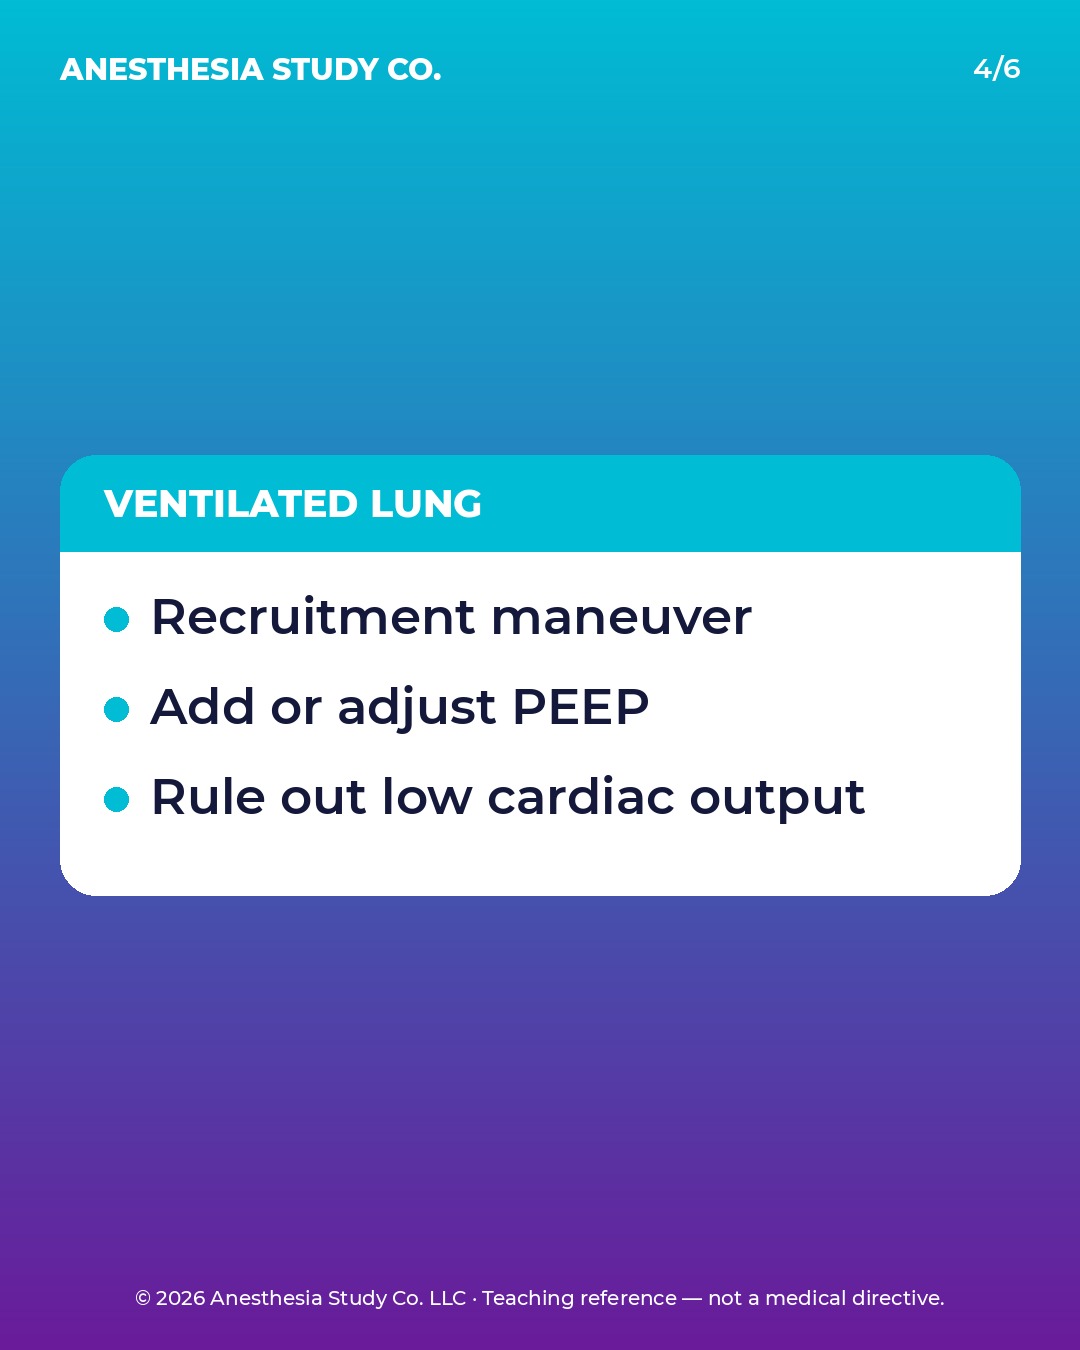 ANESTHESIA STUDY CO.
4/6
VENTILATED LUNG
Recruitment maneuver
Add or adjust PEEP
Rule out low cardiac output
© 2026 Anesthesia Study Co. LLC · Teaching reference — not a medical directive.